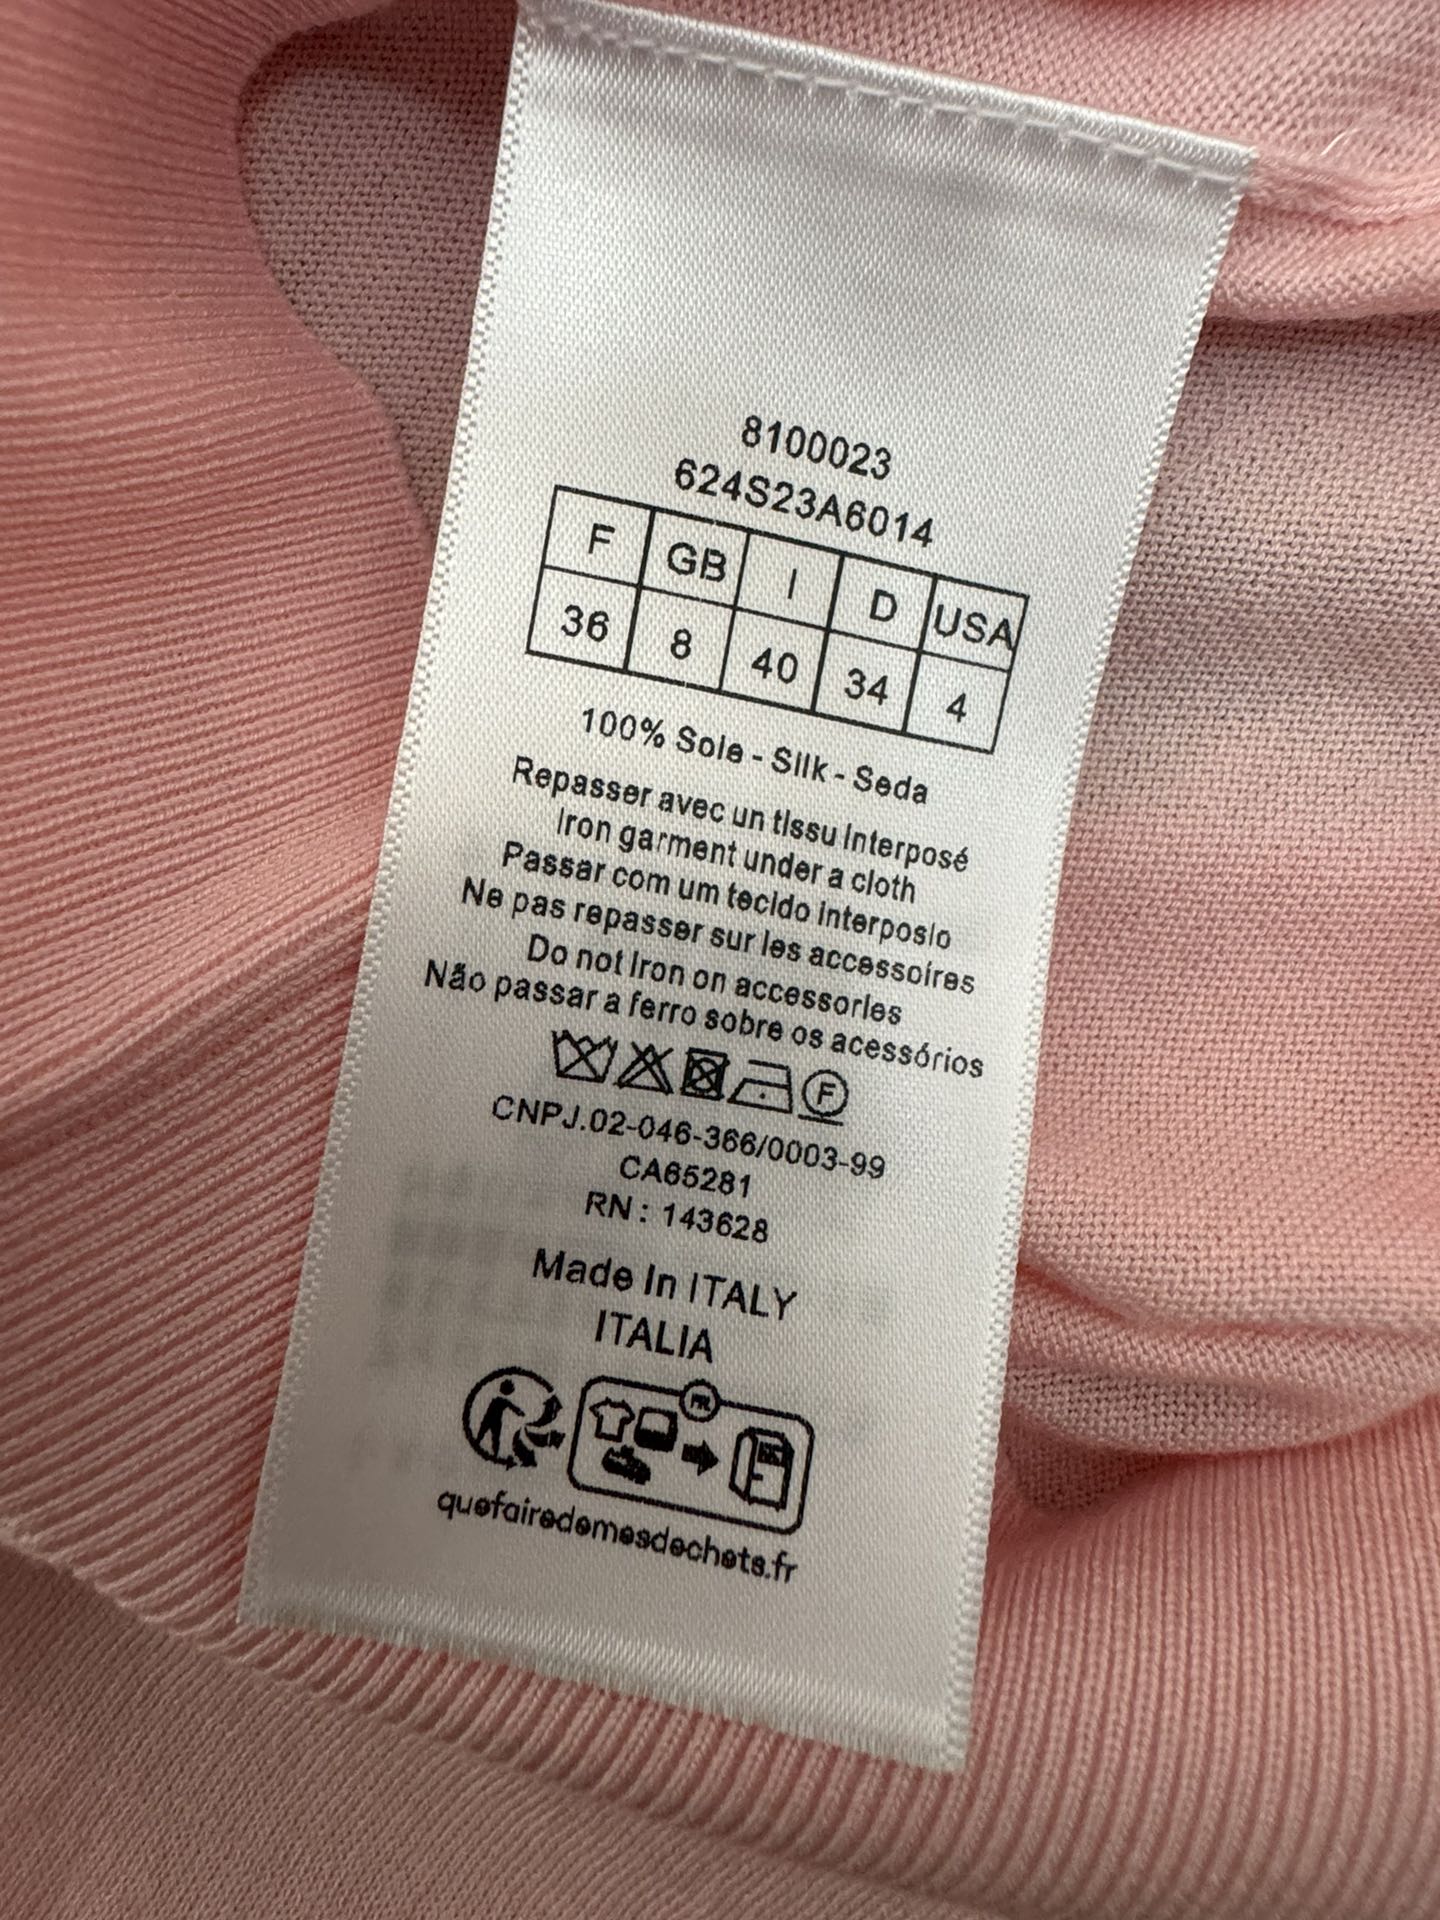 8100023
624S23A6014
F GB I D USA
36 8 40 34 4
100% Soie - Silk - Seda
Repasser avec un tissu interposé
Iron garment under a cloth
Passar com um tecido interposio
Ne pas repasser sur les accessoires
Do not iron on accessories
Não passar a ferro sobre os acessórios
F
CNPJ.02-046-366/0003-99
CA65281
RN : 143628
Made in ITALY
ITALIA
FR
quefairedemesdechets.fr